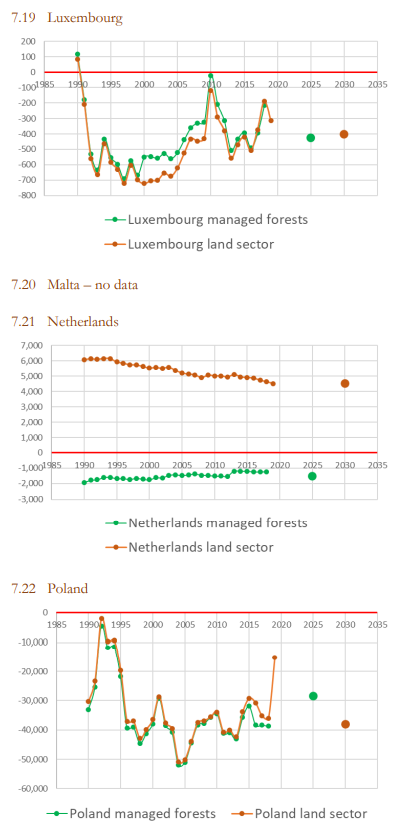 7.19 Luxembourg
200
100
0
-100
-200
-300
-400
-500
-600
-700
-800
1985 1990 1995 2000 2005 2010 2015 2020 2025 2030 2035
Luxembourg managed forests
Luxembourg land sector
7.20 Malta – no data
7.21 Netherlands
7,000
6,000
5,000
4,000
3,000
2,000
1,000
0
-1,000
-2,000
-3,000
1985 1990 1995 2000 2005 2010 2015 2020 2025 2030 2035
Netherlands managed forests
Netherlands land sector
7.22 Poland
0
-10,000
-20,000
-30,000
-40,000
-50,000
-60,000
1985 1990 1995 2000 2005 2010 2015 2020 2025 2030 2035
Poland managed forests Poland land sector